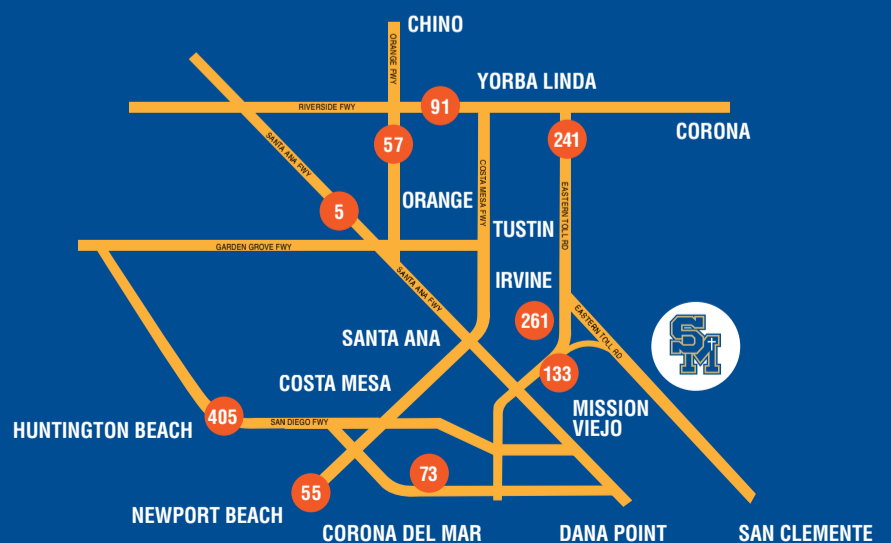 CHINO
ORANGE FWY
YORBA LINDA
RIVERSIDE FWY
91
CORONA
57
241
SANTA ANA FWY
COSTA MESA FWY
EASTERN TOLL RD
5
ORANGE
TUSTIN
GARDEN GROVE FWY
SANTA ANA FWY
IRVINE
261
EASTERN TOLL RD
SM
SANTA ANA
133
COSTA MESA
MISSION
VIEJO
405
SAN DIEGO FWY
HUNTINGTON BEACH
73
55
NEWPORT BEACH
CORONA DEL MAR
DANA POINT
SAN CLEMENTE